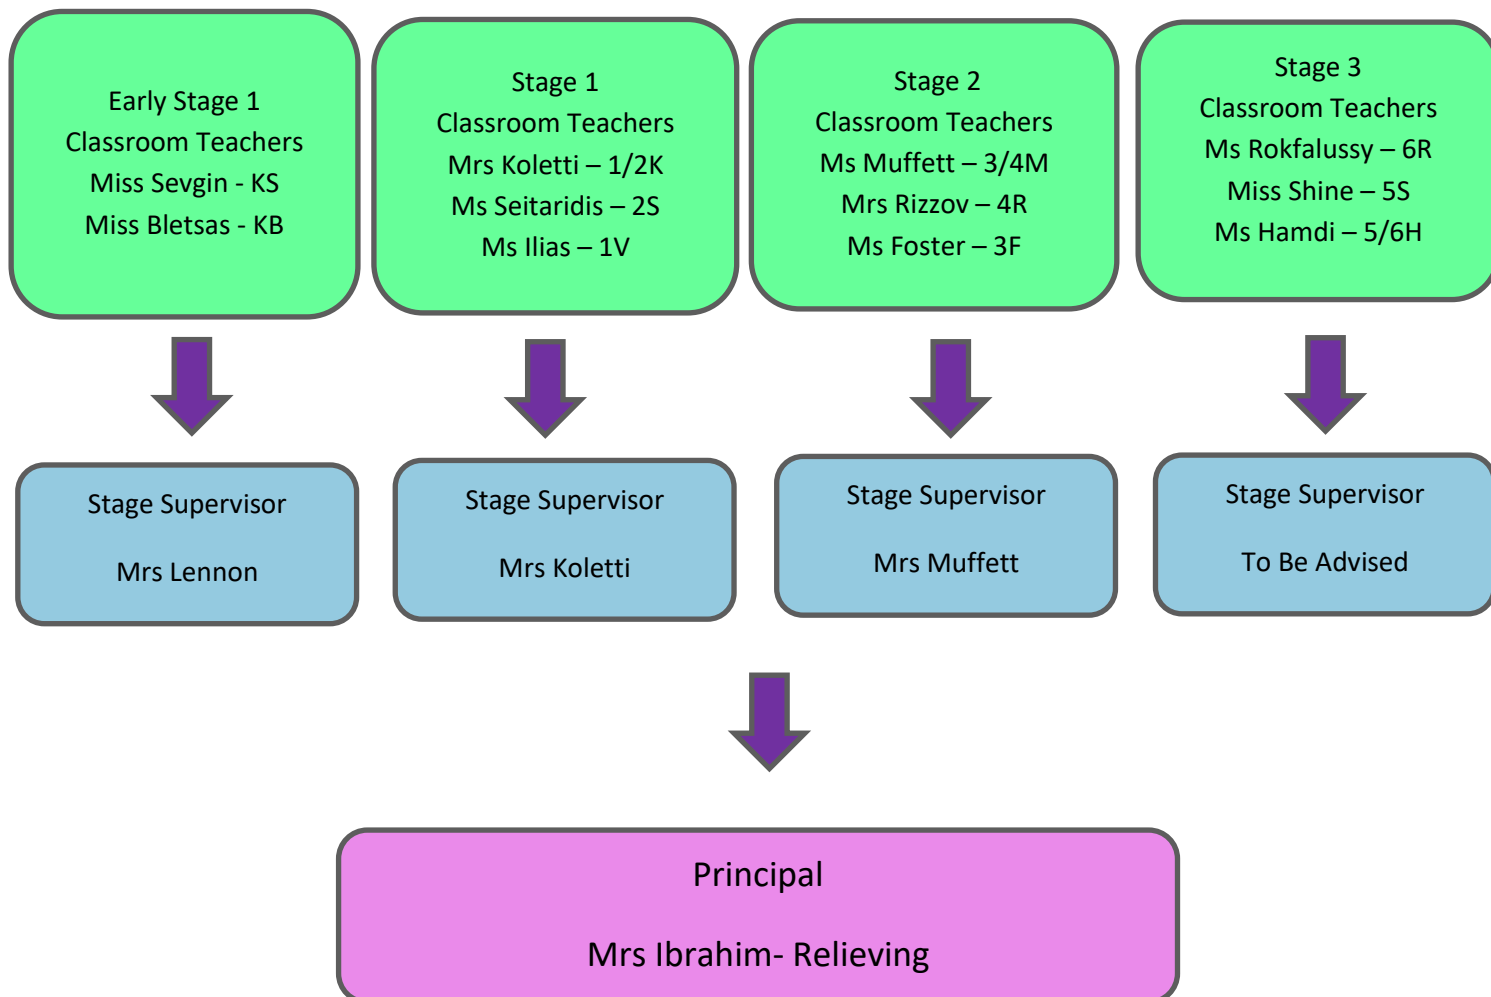 Early Stage 1
Classroom Teachers
Miss Sevgin - KS
Miss Bletsas - KB
Stage 1
Classroom Teachers
Mrs Koletti – 1/2K
Ms Seitaridis – 2S
Ms Ilias – 1V
Stage 2
Classroom Teachers
Ms Muffett – 3/4M
Mrs Rizzov – 4R
Ms Foster – 3F
Stage 3
Classroom Teachers
Ms Rokfalussy – 6R
Miss Shine – 5S
Ms Hamdi – 5/6H
Stage Supervisor
Mrs Lennon
Stage Supervisor
Mrs Koletti
Stage Supervisor
Mrs Muffett
Stage Supervisor
To Be Advised
Principal
Mrs Ibrahim- Relieving